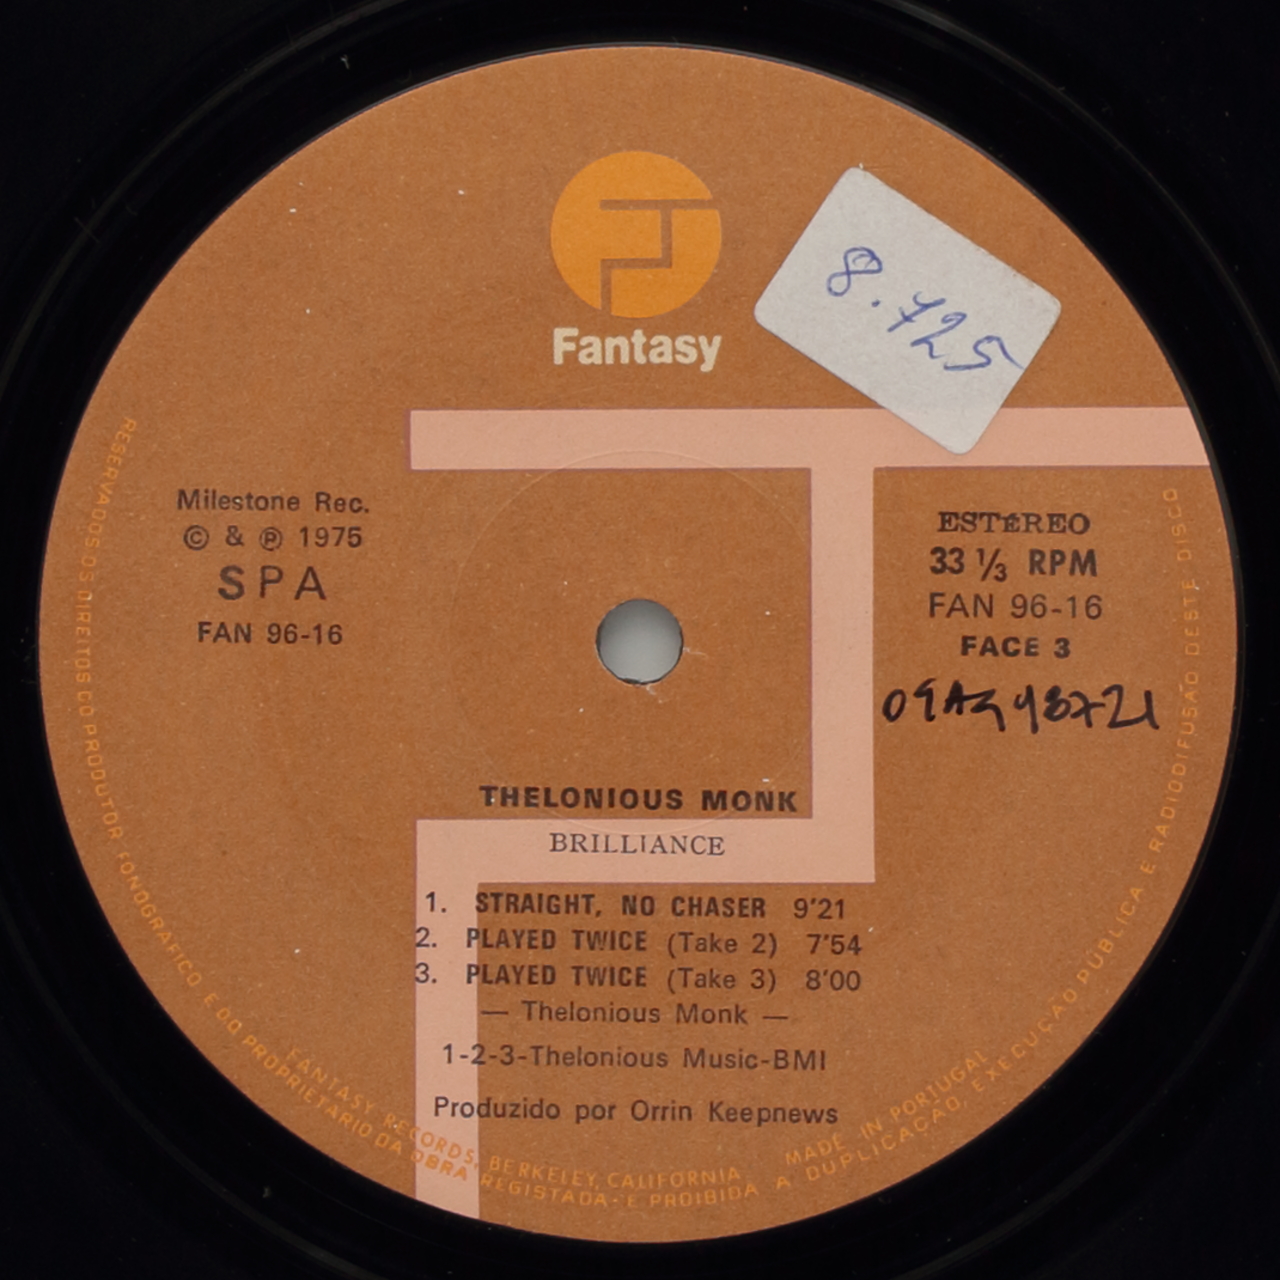 Fantasy
8.725
Milestone Rec.
© & ℗ 1975
SPA
FAN 96-16
ESTÉREO
33 ⅓ RPM
FAN 96-16
FACE 3
THELONIOUS MONK
BRILLIANCE
1. STRAIGHT, NO CHASER 9'21
2. PLAYED TWICE (Take 2) 7'54
3. PLAYED TWICE (Take 3) 8'00
— Thelonious Monk —
1-2-3-Thelonious Music-BMI
Produzido por Orrin Keepnews
FANTASY RECORDS, BERKELEY, CALIFORNIA MADE IN PORTUGAL
RESERVADOS OS DIREITOS DO PRODUTOR FONOGRAFICO E DO PROPRIETARIO DA OBRA REGISTADA - E PROIBIDA A DUPLICAÇÃO, EXECUÇÃO PÚBLICA E RADIODIFUSÃO DESTE DISCO